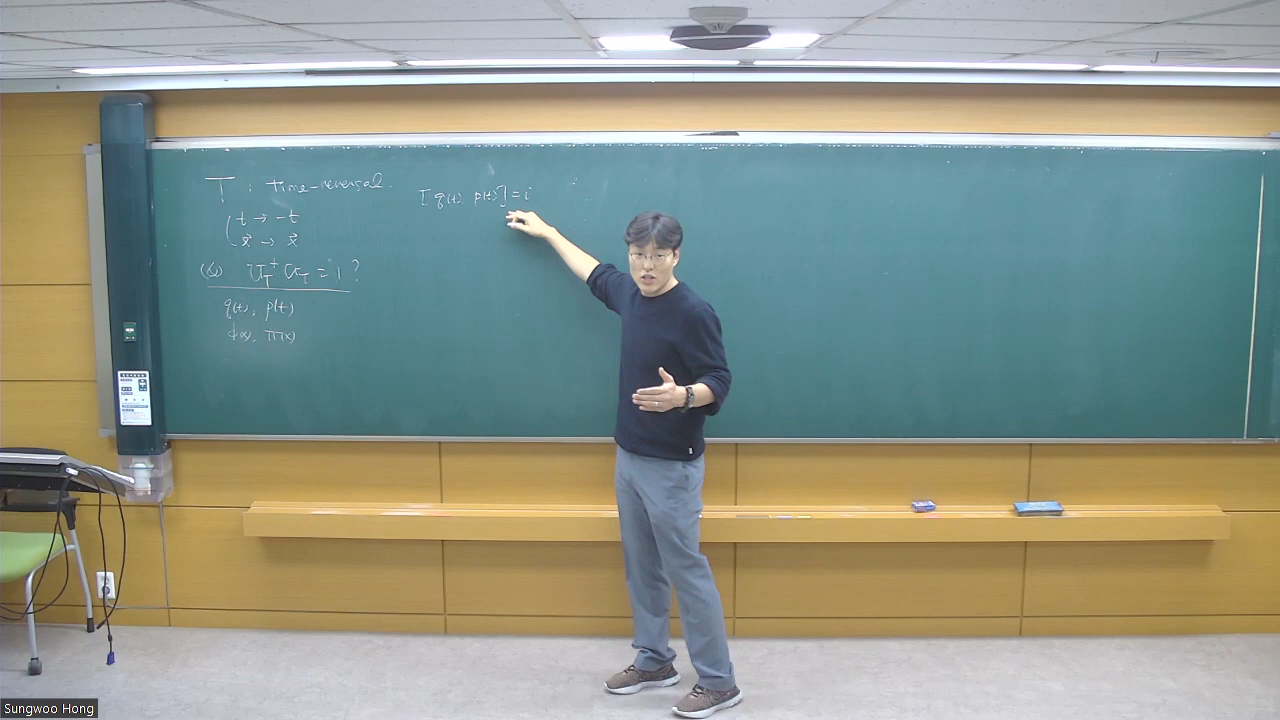 T : time-reversal.
t → -t
x⃗ → x⃗
U_T^† U_T = 1 ?
q(t), p(t)
ϕ(x), π(x)
[q(t), p(t)] = i
Sungwoo Hong